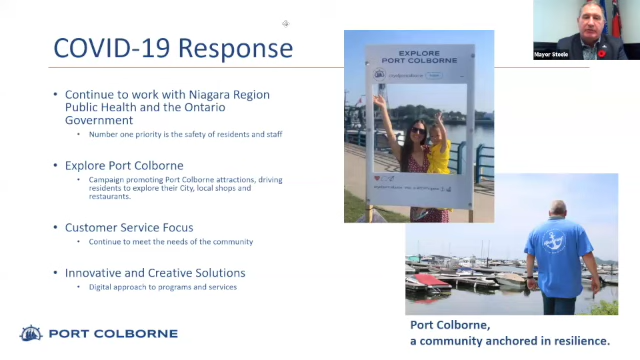 COVID-19 Response
• Continue to work with Niagara Region
Public Health and the Ontario
Government
• Number one priority is the safety of residents and staff
• Explore Port Colborne
• Campaign promoting Port Colborne attractions, driving
residents to explore their City, local shops and
restaurants.
• Customer Service Focus
• Continue to meet the needs of the community
• Innovative and Creative Solutions
• Digital approach to programs and services
PORT COLBORNE
EXPLORE
PORT COLBORNE
Port Colborne,
a community anchored in resilience.
Mayor Steele